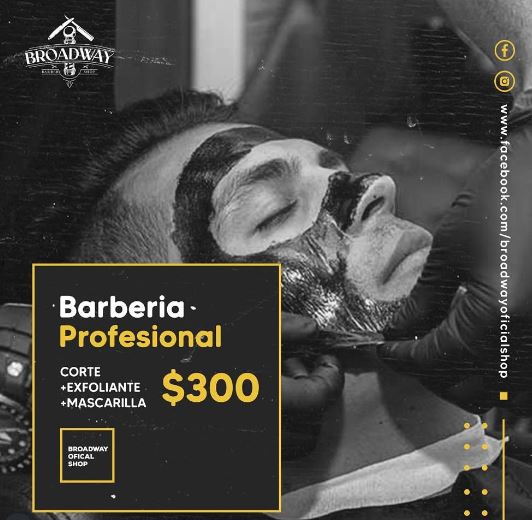 BROADWAY
BARBER SHOP
www.facebook.com/broadwayoficialshop
Barberia
Profesional
CORTE
+EXFOLIANTE
+MASCARILLA
$300
BROADWAY
OFICAL
SHOP